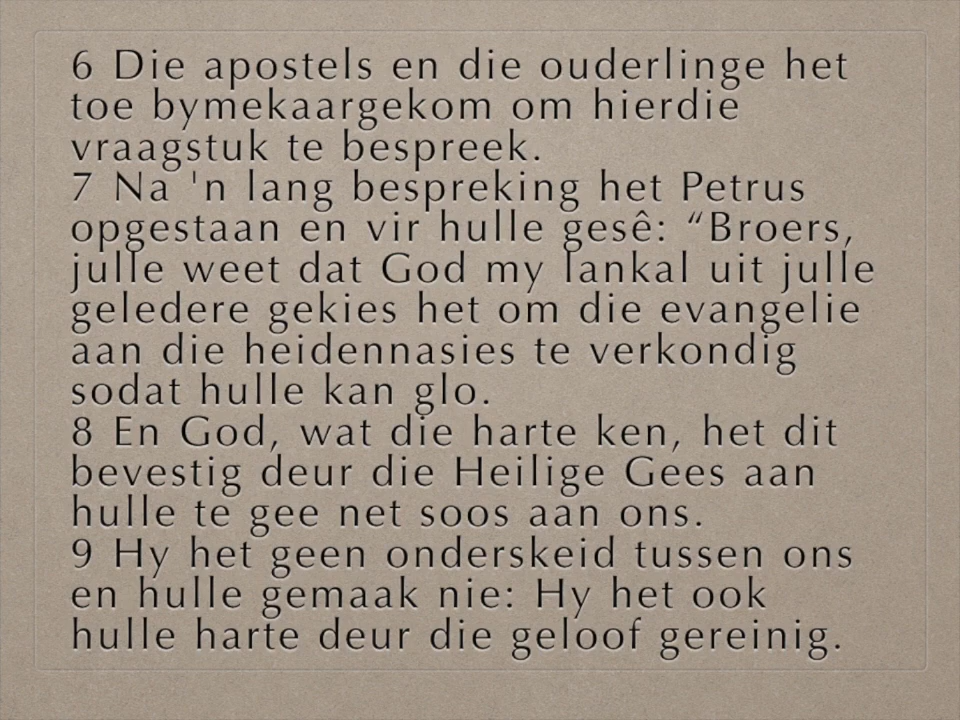 6 Die apostels en die ouderlinge het
toe bymekaargekom om hierdie
vraagstuk te bespreek.
7 Na 'n lang bespreking het Petrus
opgestaan en vir hulle gesê: “Broers,
julle weet dat God my lankal uit julle
geledere gekies het om die evangelie
aan die heidennasies te verkondig
sodat hulle kan glo.
8 En God, wat die harte ken, het dit
bevestig deur die Heilige Gees aan
hulle te gee net soos aan ons.
9 Hy het geen onderskeid tussen ons
en hulle gemaak nie: Hy het ook
hulle harte deur die geloof gereinig.